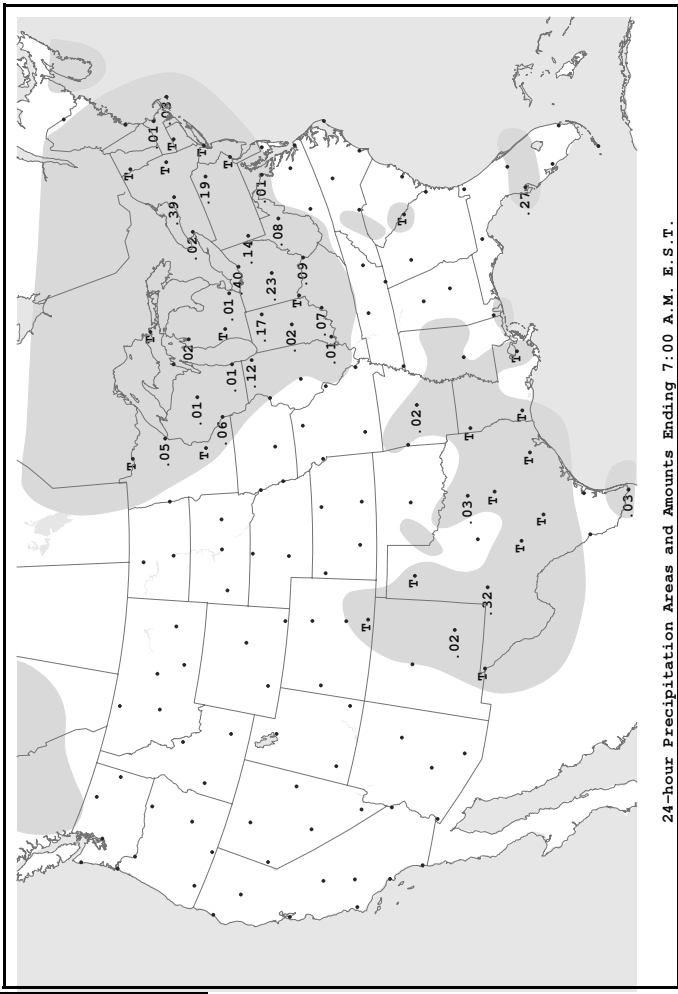 T
T
T
.01
.03
.05
T
T
.39
.02
.02
.01
T
.19
T
.06
T
.01
T
.01
.40
.14
.12
.01
.17
.23
.08
.02
T
.09
.07
.01
T
T
T
.02
.02
.03
T
T
.32
T
T
T
T
.27
T
T
.03
24-hour Precipitation Areas and Amounts Ending 7:00 A.M. E.S.T.